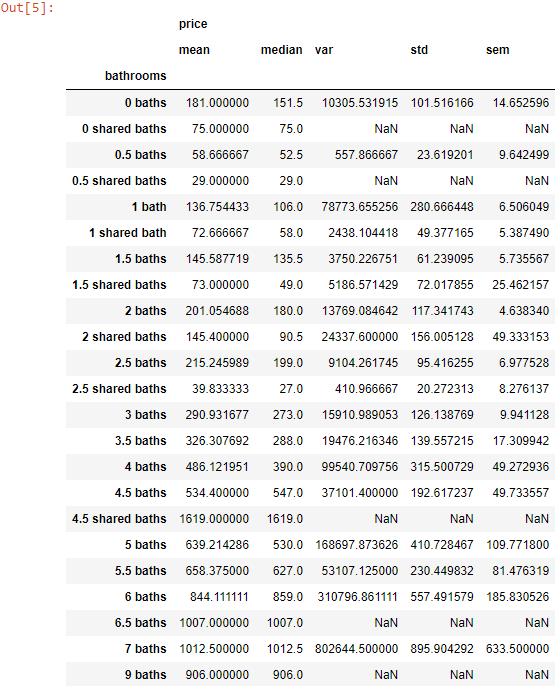 Out[5]:
price
mean median var std sem
bathrooms
0 baths 181.000000 151.5 10305.531915 101.516166 14.652596
0 shared baths 75.000000 75.0 NaN NaN NaN
0.5 baths 58.666667 52.5 557.866667 23.619201 9.642499
0.5 shared baths 29.000000 29.0 NaN NaN NaN
1 bath 136.754433 106.0 78773.655256 280.666448 6.506049
1 shared bath 72.666667 58.0 2438.104418 49.377165 5.387490
1.5 baths 145.587719 135.5 3750.226751 61.239095 5.735567
1.5 shared baths 73.000000 49.0 5186.571429 72.017855 25.462157
2 baths 201.054688 180.0 13769.084642 117.341743 4.638340
2 shared baths 145.400000 90.5 24337.600000 156.005128 49.333153
2.5 baths 215.245989 199.0 9104.261745 95.416255 6.977528
2.5 shared baths 39.833333 27.0 410.966667 20.272313 8.276137
3 baths 290.931677 273.0 15910.989053 126.138769 9.941128
3.5 baths 326.307692 288.0 19476.216346 139.557215 17.309942
4 baths 486.121951 390.0 99540.709756 315.500729 49.272936
4.5 baths 534.400000 547.0 37101.400000 192.617237 49.733557
4.5 shared baths 1619.000000 1619.0 NaN NaN NaN
5 baths 639.214286 530.0 168697.873626 410.728467 109.771800
5.5 baths 658.375000 627.0 53107.125000 230.449832 81.476319
6 baths 844.111111 859.0 310796.861111 557.491579 185.830526
6.5 baths 1007.000000 1007.0 NaN NaN NaN
7 baths 1012.500000 1012.5 802644.500000 895.904292 633.500000
9 baths 906.000000 906.0 NaN NaN NaN